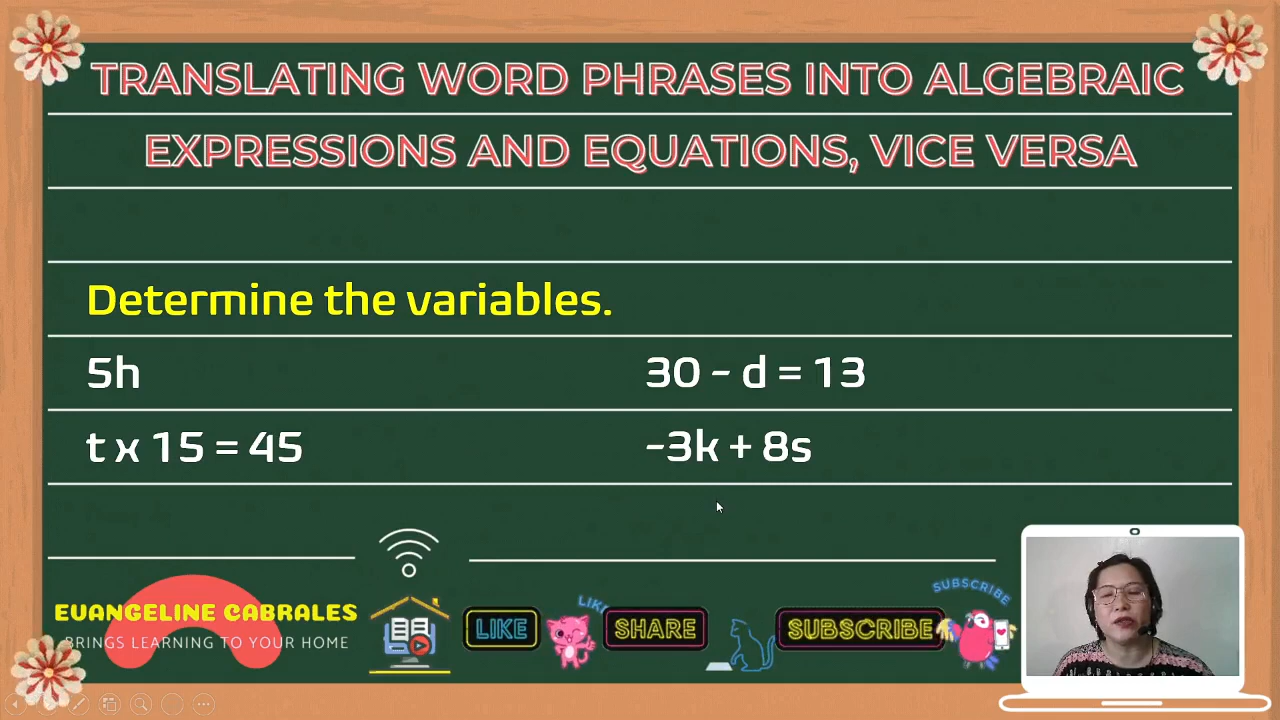 TRANSLATING WORD PHRASES INTO ALGEBRAIC
EXPRESSIONS AND EQUATIONS, VICE VERSA
Determine the variables.
5h
30 - d = 13
t x 15 = 45
-3k + 8s
EVANGELINE CABRALES
BRINGS LEARNING TO YOUR HOME
LIKE
LIKE
SHARE
SUBSCRIBE
SUBSCRIBE